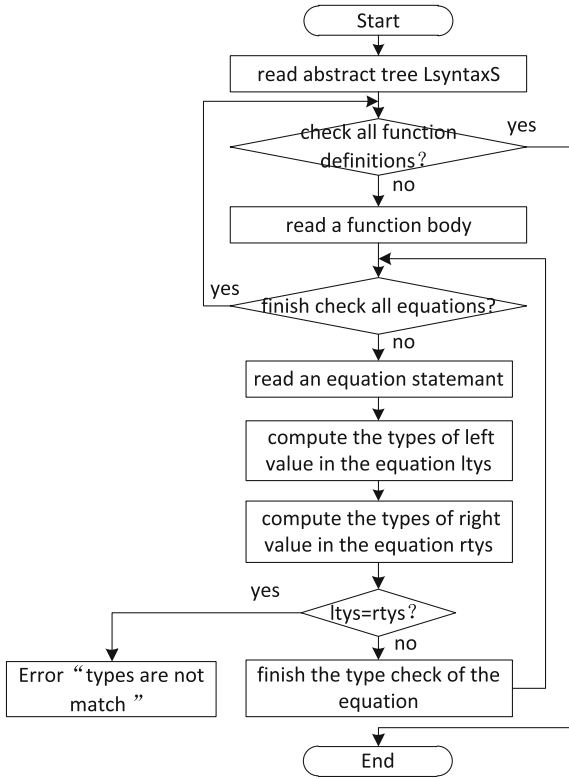 Start
read abstract tree LsyntaxS
check all function
definitions?
yes
no
read a function body
yes
finish check all equations?
no
read an equation statemant
compute the types of left
value in the equation ltys
compute the types of right
value in the equation rtys
yes
ltys=rtys?
no
Error “types are not
match ”
finish the type check of the
equation
End